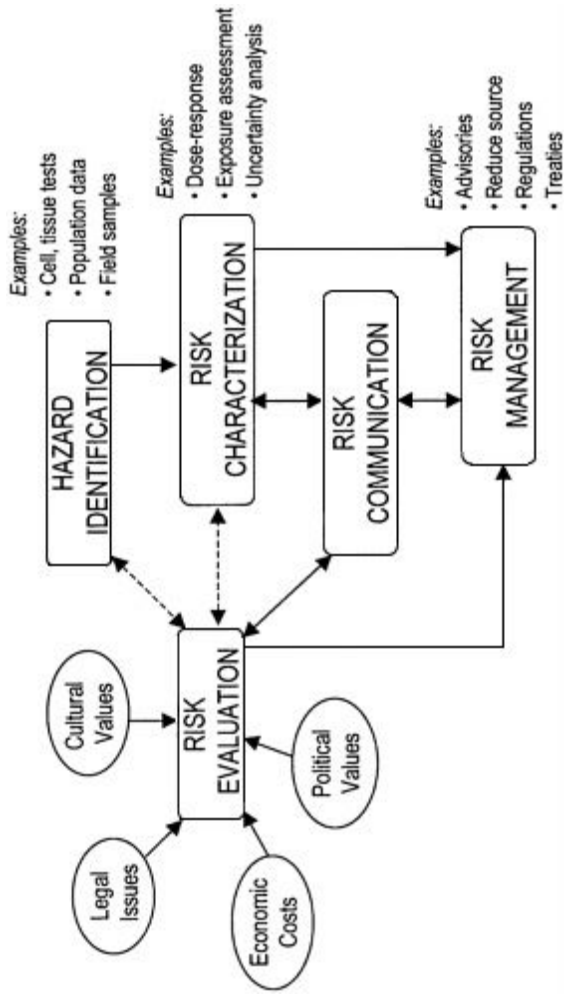 Legal
Issues
Cultural
Values
Economic
Costs
Political
Values
RISK
EVALUATION
HAZARD
IDENTIFICATION
Examples:
• Cell, tissue tests
• Population data
• Field samples
RISK
CHARACTERIZATION
Examples:
• Dose-response
• Exposure assessment
• Uncertainty analysis
RISK
COMMUNICATION
RISK
MANAGEMENT
Examples:
• Advisories
• Reduce source
• Regulations
• Treaties